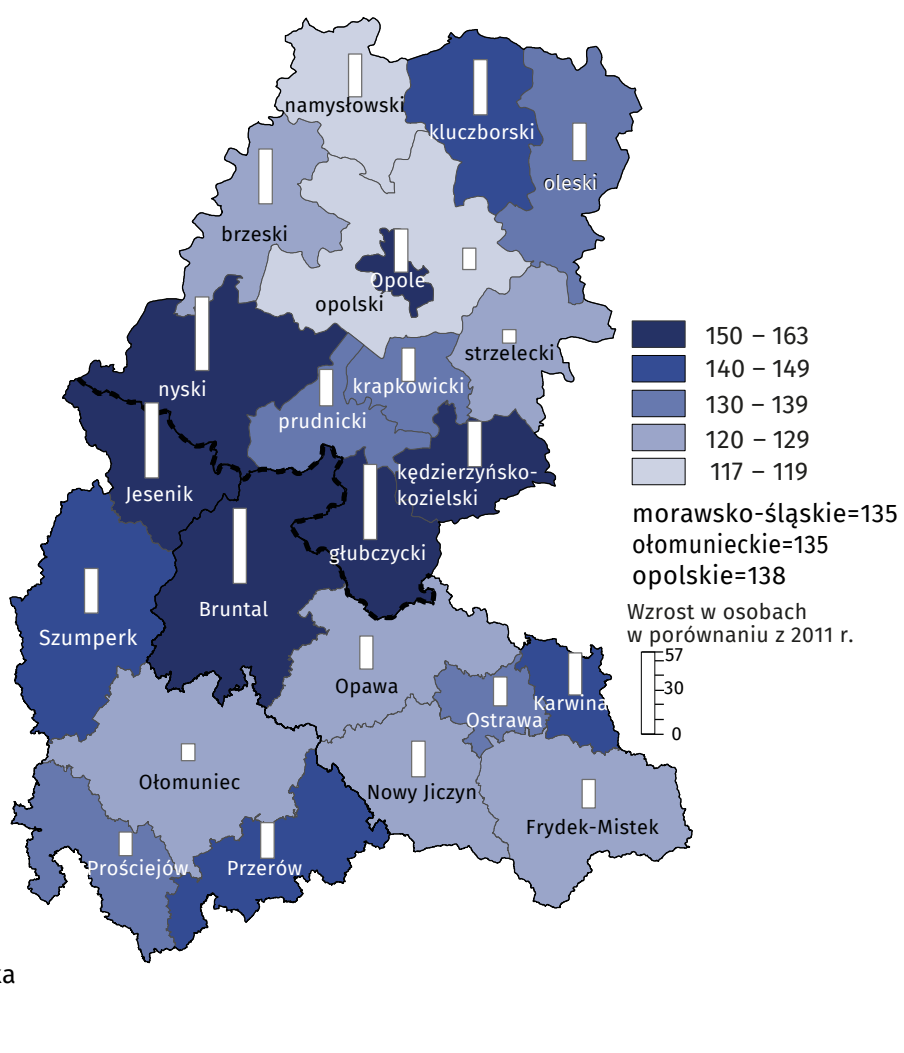 namysłowski
kluczborski
oleski
brzeski
Opole
opolski
strzelecki
nyski
krapkowicki
prudnicki
kędzierzyńsko-
kozielski
Jesenik
głubczycki
Bruntal
Szumperk
Opawa
Karwina
Ostrawa
Ołomuniec
Nowy Jiczyn
Frydek-Mistek
Prościejów
Przerów
150 – 163
140 – 149
130 – 139
120 – 129
117 – 119
morawsko-śląskie=135
ołomunieckie=135
opolskie=138
Wzrost w osobach
w porównaniu z 2011 r.
57
30
0
ka